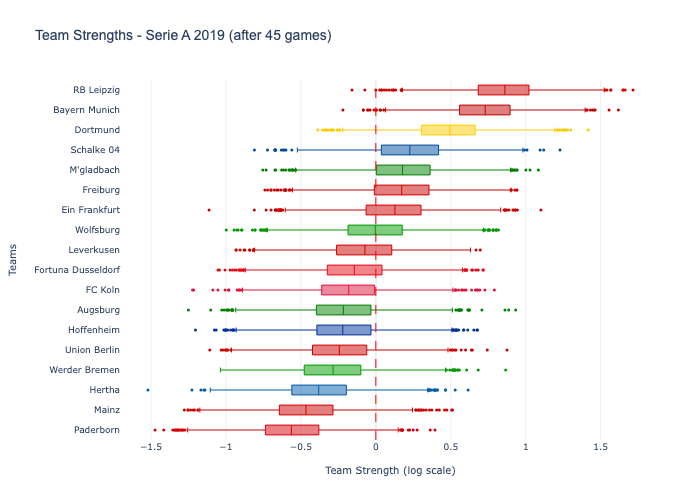 Team Strengths - Serie A 2019 (after 45 games)
RB Leipzig
Bayern Munich
Dortmund
Schalke 04
M'gladbach
Freiburg
Ein Frankfurt
Wolfsburg
Leverkusen
Fortuna Dusseldorf
FC Koln
Augsburg
Hoffenheim
Union Berlin
Werder Bremen
Hertha
Mainz
Paderborn
Teams
−1.5 −1 −0.5 0 0.5 1 1.5
Team Strength (log scale)